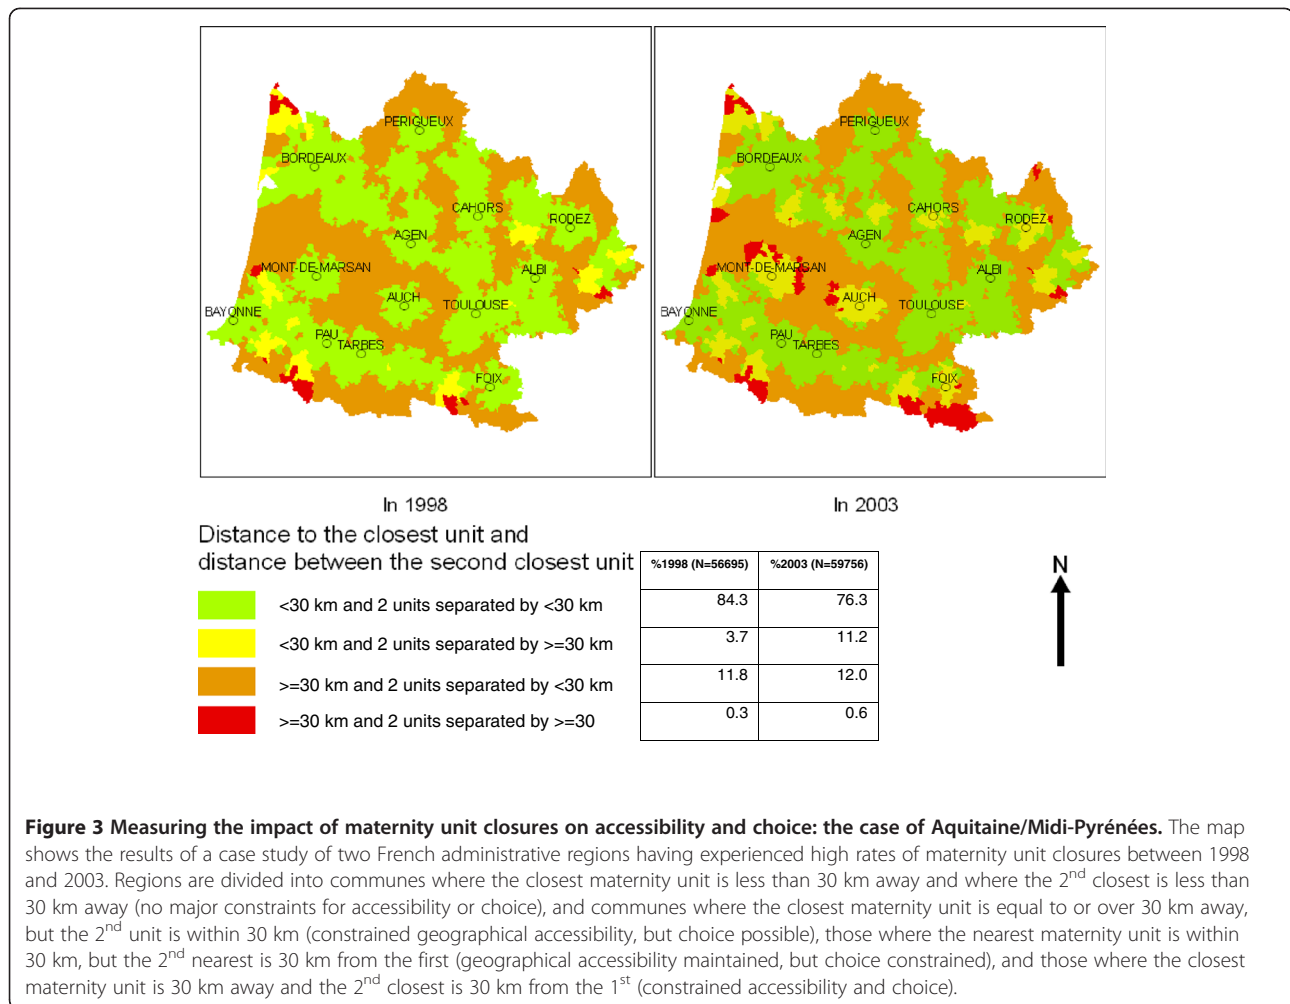 PERIGUEUX
BORDEAUX
CAHORS
RODEZ
AGEN
MONT-DE-MARSAN
ALBI
AUCH
TOULOUSE
BAYONNE
PAU
TARBES
FOIX
PERIGUEUX
BORDEAUX
CAHORS
RODEZ
AGEN
MONT-DE-MARSAN
ALBI
AUCH
TOULOUSE
BAYONNE
PAU
TARBES
FOIX
In 1998
In 2003
Distance to the closest unit and
distance between the second closest unit
%1998 (N=56695) %2003 (N=59756)
<30 km and 2 units separated by <30 km 84.3 76.3
<30 km and 2 units separated by >=30 km 3.7 11.2
>=30 km and 2 units separated by <30 km 11.8 12.0
>=30 km and 2 units separated by >=30 0.3 0.6
N
Figure 3 Measuring the impact of maternity unit closures on accessibility and choice: the case of Aquitaine/Midi-Pyrénées. The map
shows the results of a case study of two French administrative regions having experienced high rates of maternity unit closures between 1998
and 2003. Regions are divided into communes where the closest maternity unit is less than 30 km away and where the 2nd closest is less than
30 km away (no major constraints for accessibility or choice), and communes where the closest maternity unit is equal to or over 30 km away,
but the 2nd unit is within 30 km (constrained geographical accessibility, but choice possible), those where the nearest maternity unit is within
30 km, but the 2nd nearest is 30 km from the first (geographical accessibility maintained, but choice constrained), and those where the closest
maternity unit is 30 km away and the 2nd closest is 30 km from the 1st (constrained accessibility and choice).